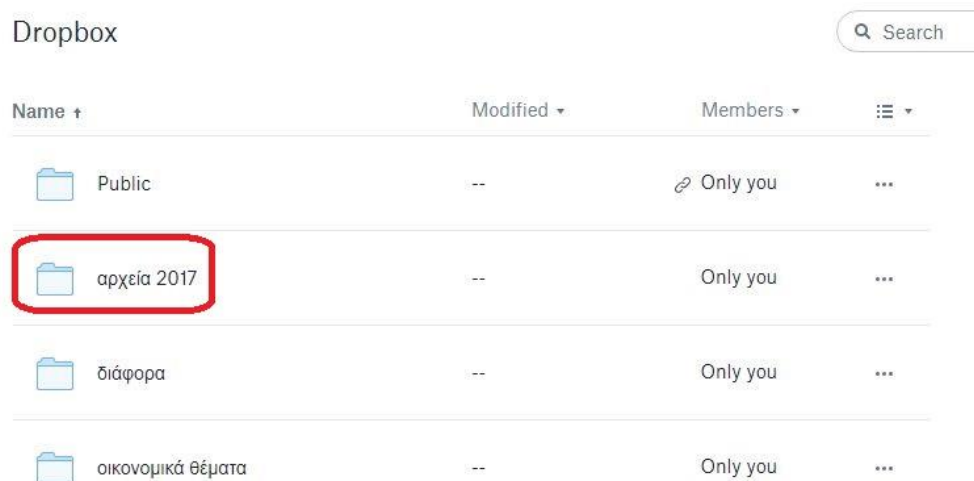 Dropbox
Search
Name Modified Members
Public -- Only you
αρχεία 2017 -- Only you
διάφορα -- Only you
οικονομικά θέματα -- Only you